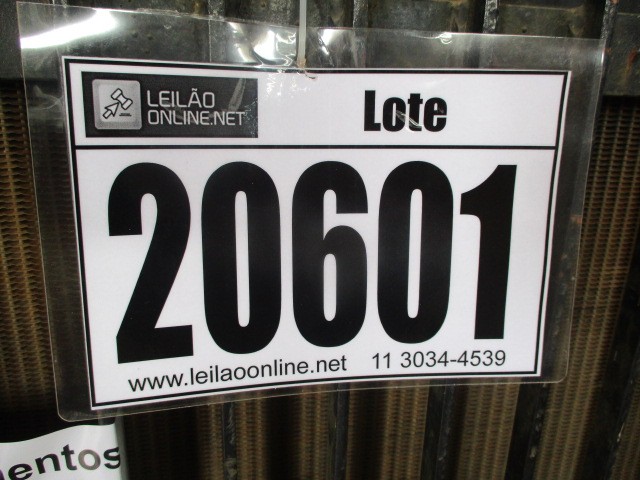 LEILÃO
ONLINE.NET
Lote
20601
www.leilaoonline.net 11 3034-4539
entos